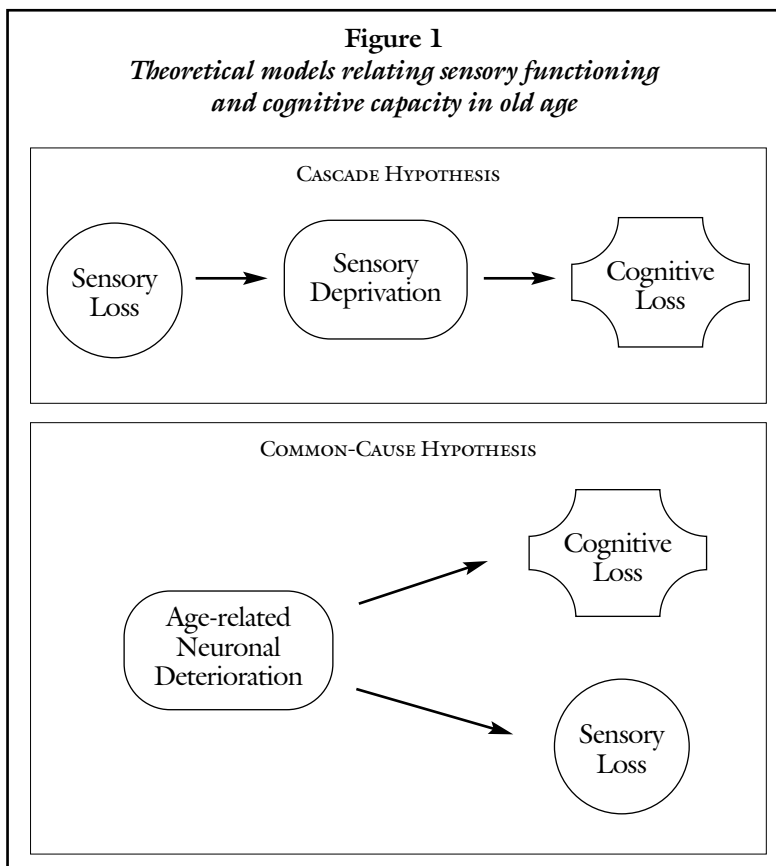 Figure 1
Theoretical models relating sensory functioning
and cognitive capacity in old age
CASCADE HYPOTHESIS
Sensory
Loss
Sensory
Deprivation
Cognitive
Loss
COMMON-CAUSE HYPOTHESIS
Cognitive
Loss
Age-related
Neuronal
Deterioration
Sensory
Loss